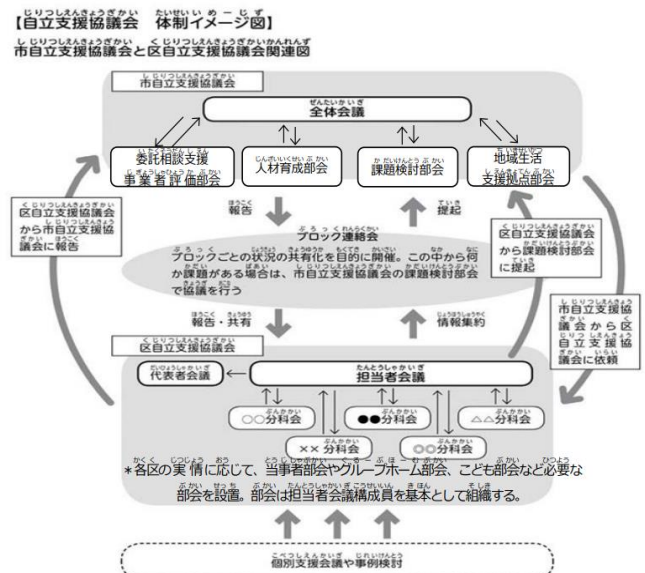 【自立支援協議会　体制イメージ図】
市自立支援協議会と区自立支援協議会関連図
市自立支援協議会
全体会議
委託相談支援
事業者評価部会
人材育成部会
課題検討部会
地域生活
支援拠点部会
報告
提起
区自立支援協議会
から市自立支援協
議会に報告
ブロック連絡会
ブロックごとの状況の共有化を目的に開催。この中から何
か課題がある場合は、市自立支援協議会の課題検討部会
で協議を行う
区自立支援協議会
から課題検討部会
に提起
市自立支援協
議会から区
自立支援協
議会に依頼
報告・共有
情報集約
区自立支援協議会
代表者会議
担当者会議
○○分科会
●●分科会
△△分科会
××分科会
◎◎分科会
＊各区の実情に応じて、当事者部会やグループホーム部会、こども部会など必要な
部会を設置。部会は担当者会議構成員を基本として組織する。
個別支援会議や事例検討